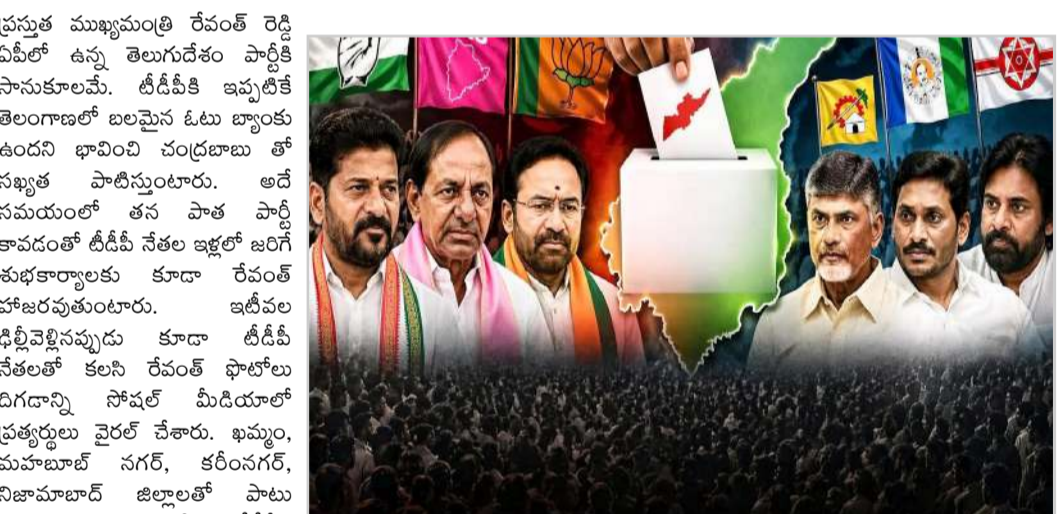 ప్రస్తుత ముఖ్యమంత్రి రేవంత్ రెడ్డి
ఏపీలో ఉన్న తెలుగుదేశం పార్టీకి
సానుకూలమే. టీడీపీకి ఇప్పటికే
తెలంగాణలో బలమైన ఓటు బ్యాంకు
ఉందని భావించి చంద్రబాబు తో
సఖ్యత పాటిస్తుంటారు. అదే
సమయంలో తన పాత పార్టీ
కావడంతో టీడీపీ నేతల ఇళ్లలో జరిగే
శుభకార్యాలకు కూడా రేవంత్
హాజరవుతుంటారు. ఇటీవల
ఢిల్లీవెళ్లినప్పుడు కూడా టీడీపీ
నేతలతో కలసి రేవంత్ ఫొటోలు
దిగడాన్ని సోషల్ మీడియాలో
ప్రత్యర్థులు వైరల్ చేశారు. ఖమ్మం,
మహబూబ్ నగర్, కరీంనగర్,
నిజామాబాద్ జిల్లాలతో పాటు